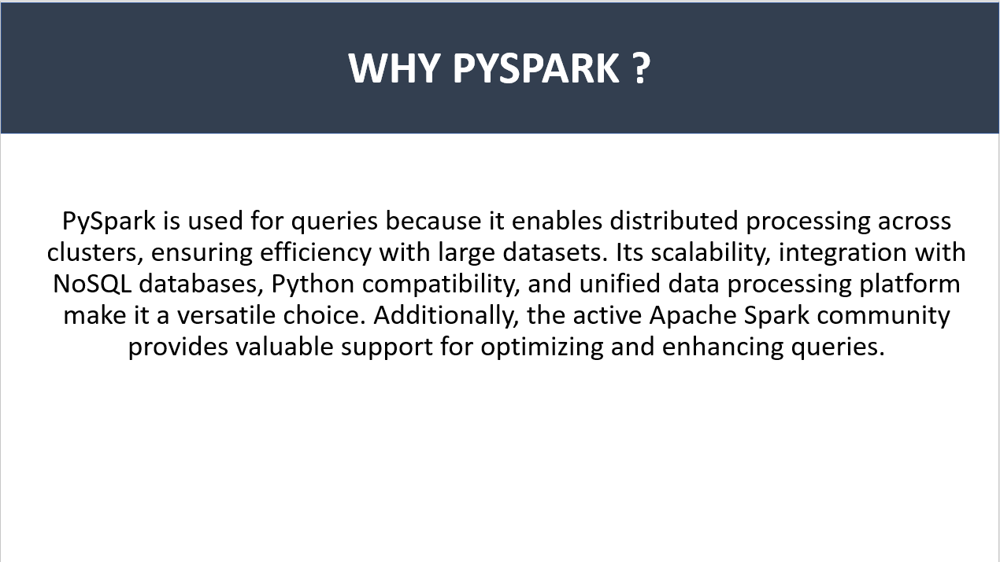 WHY PYSPARK ?
PySpark is used for queries because it enables distributed processing across
clusters, ensuring efficiency with large datasets. Its scalability, integration with
NoSQL databases, Python compatibility, and unified data processing platform
make it a versatile choice. Additionally, the active Apache Spark community
provides valuable support for optimizing and enhancing queries.